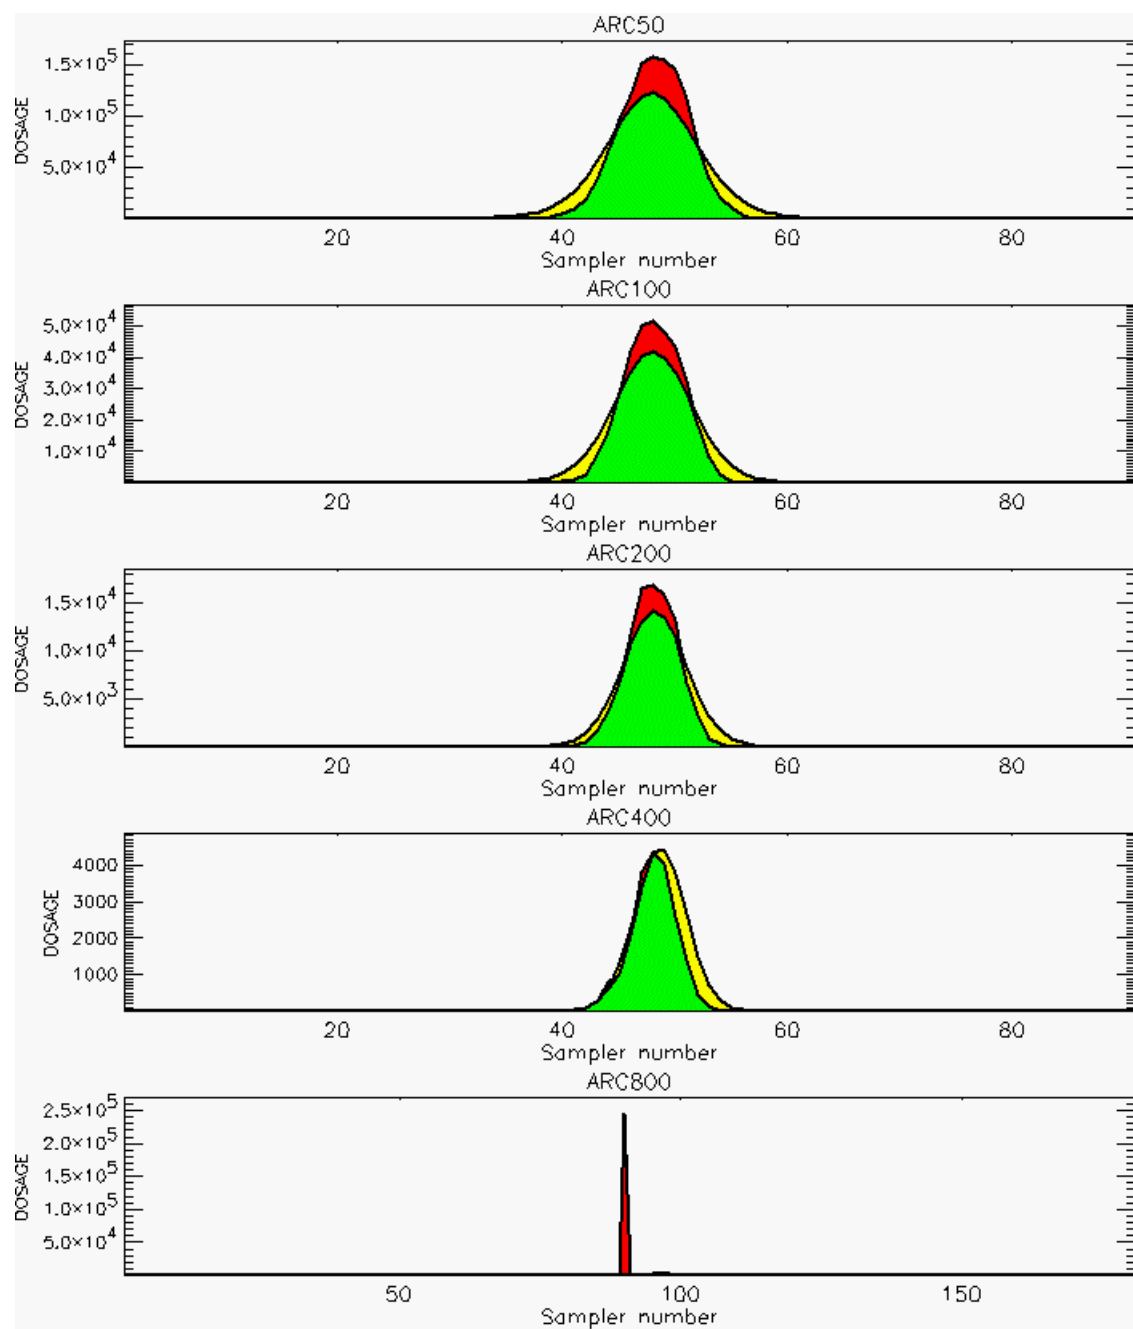 ARC50
1.5×10^5
1.0×10^5
5.0×10^4
DOSAGE
20 40 60 80
Sampler number
ARC100
5.0×10^4
4.0×10^4
3.0×10^4
2.0×10^4
1.0×10^4
DOSAGE
20 40 60 80
Sampler number
ARC200
1.5×10^4
1.0×10^4
5.0×10^3
DOSAGE
20 40 60 80
Sampler number
ARC400
4000
3000
2000
1000
DOSAGE
20 40 60 80
Sampler number
ARC800
2.5×10^5
2.0×10^5
1.5×10^5
1.0×10^5
5.0×10^4
DOSAGE
50 100 150
Sampler number